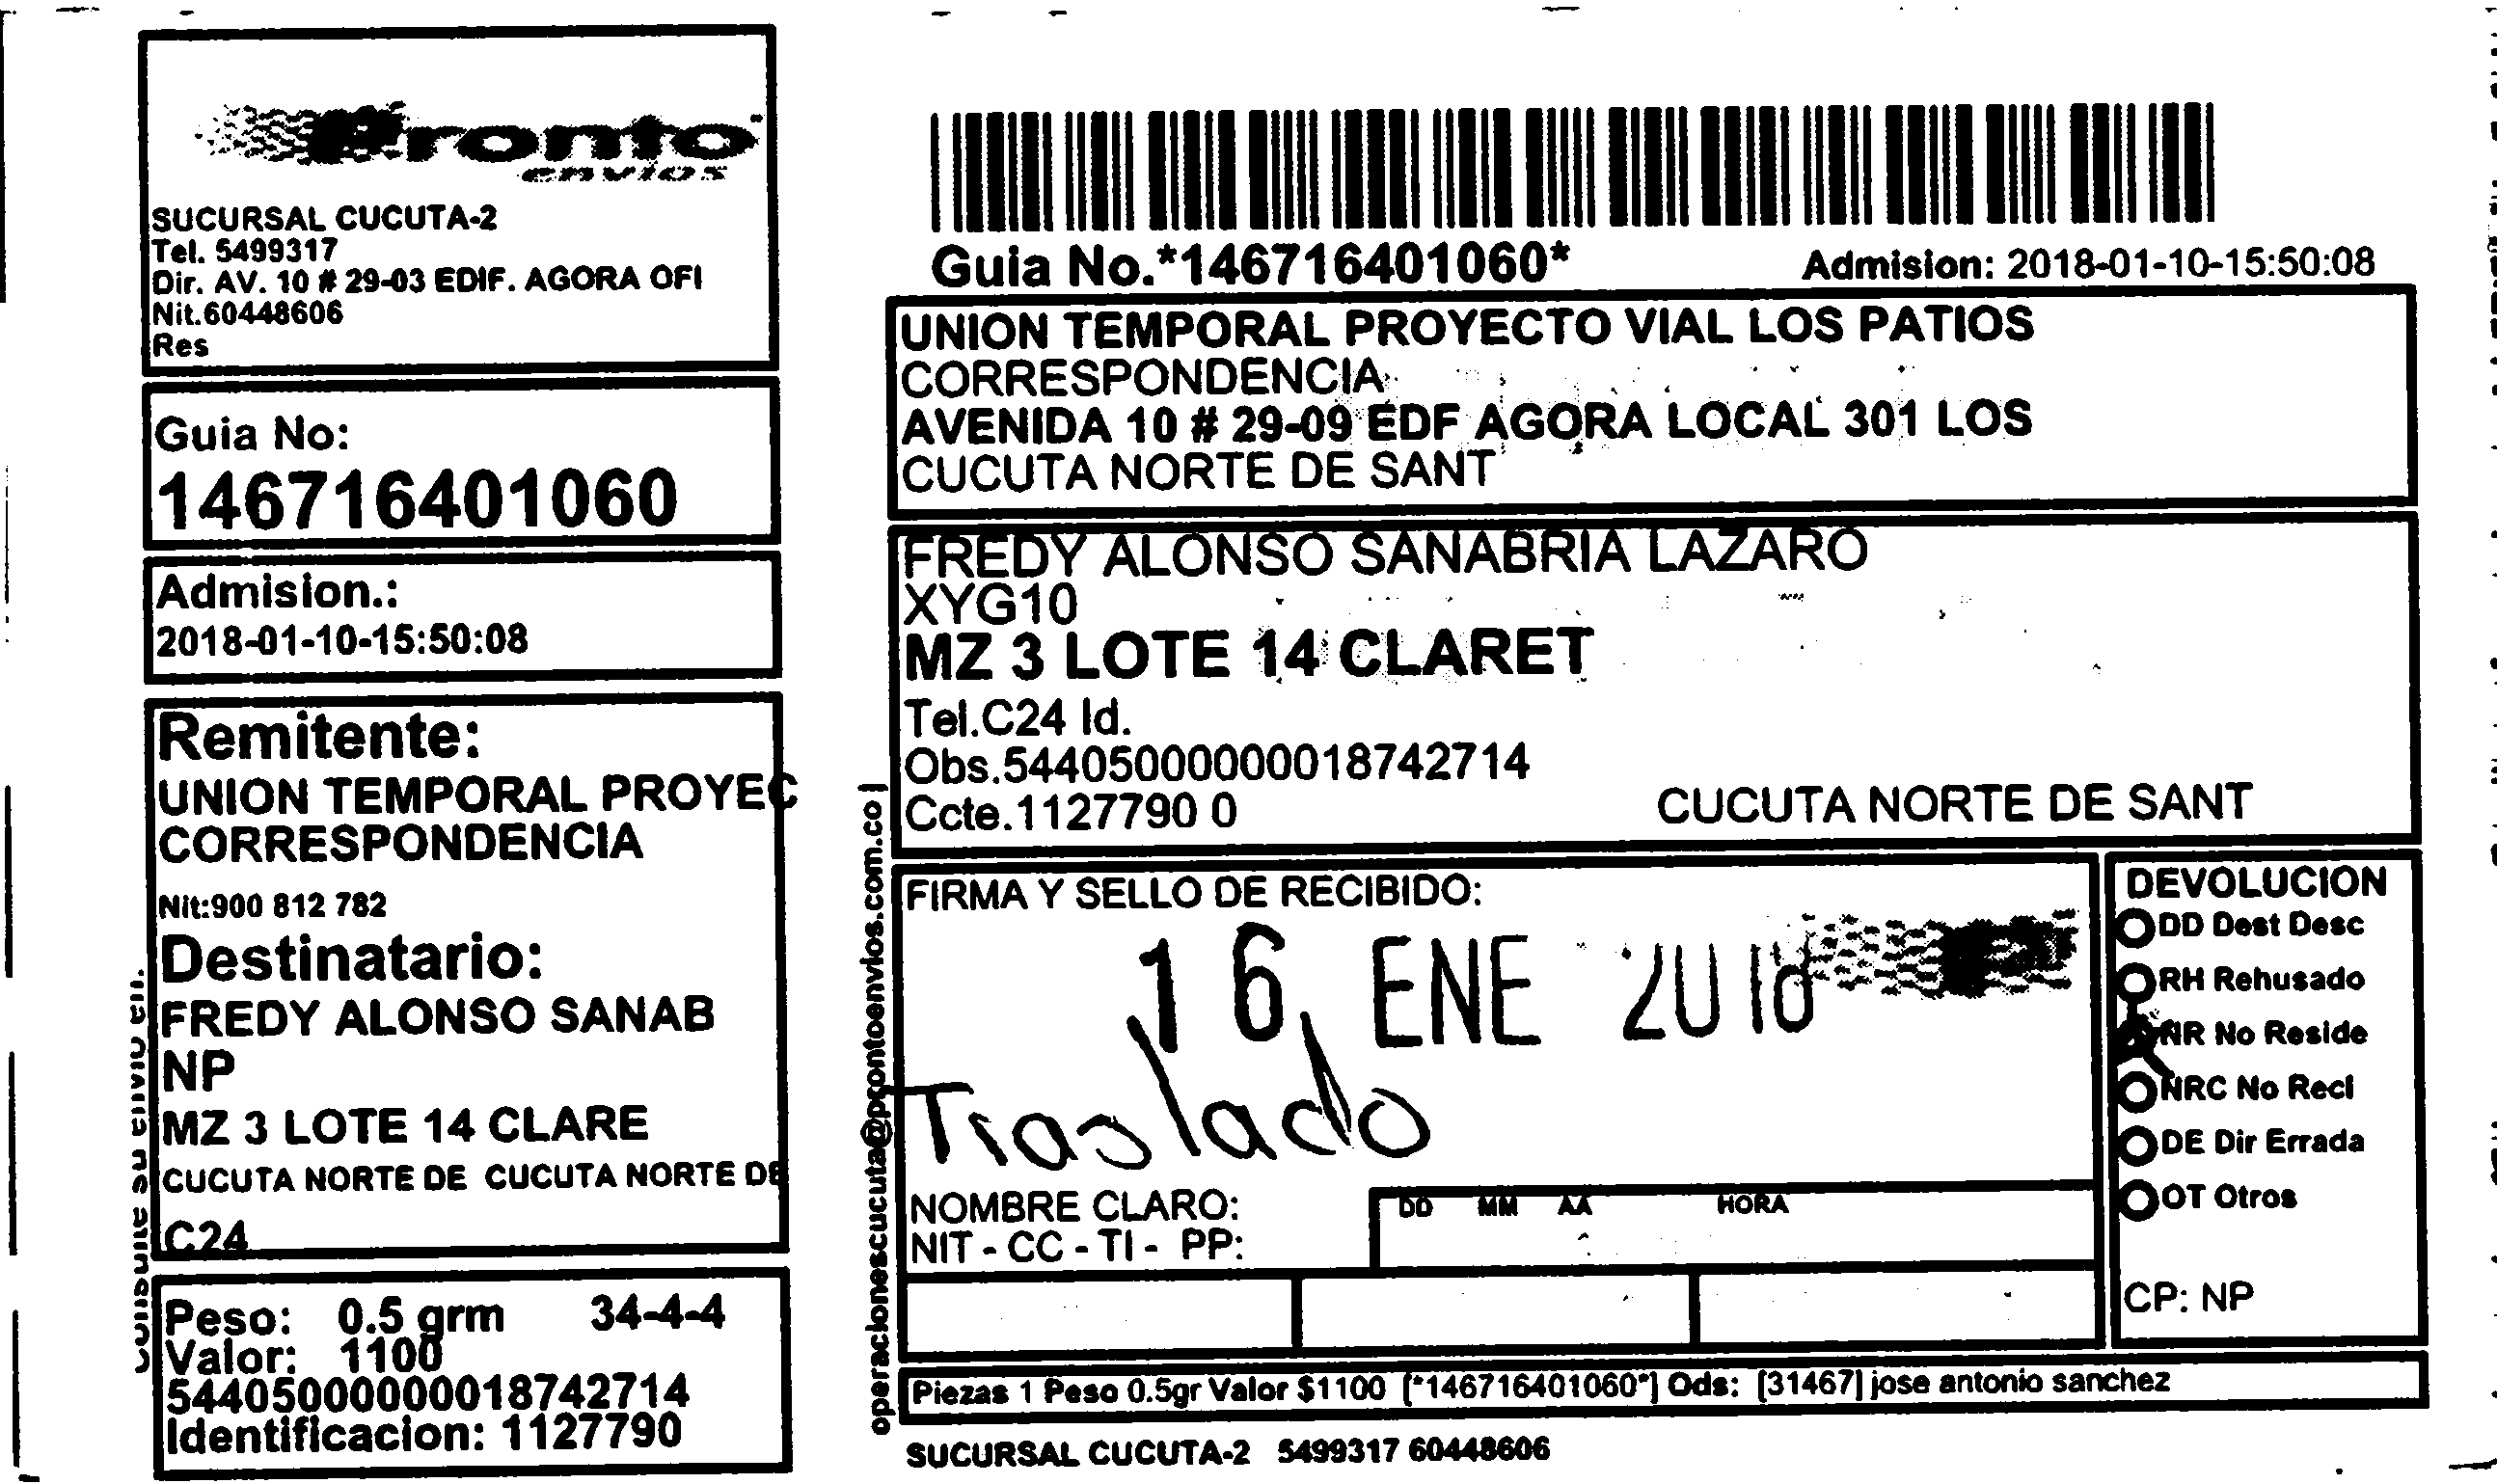 Pronto
envios
SUCURSAL CUCUTA-2
Tel. 5499317
Dir. AV. 10 # 29-03 EDIF. AGORA OFI
Nit.60448606
Res
Guia No:
146716401060
Admision.:
2018-01-10-15:50:08
Remitente:
UNION TEMPORAL PROYEC
CORRESPONDENCIA
Nit:900 812 782
Destinatario:
FREDY ALONSO SANAB
NP
MZ 3 LOTE 14 CLARE
CUCUTA NORTE DE CUCUTA NORTE DE
C24
Peso: 0.5 grm 34-4-4
Valor: 1100
544050000000018742714
Identificacion: 1127790
su envio en.
operacionescucuta@prontoenvios.com.co|
Guia No.*146716401060*
Admision: 2018-01-10-15:50:08
UNION TEMPORAL PROYECTO VIAL LOS PATIOS
CORRESPONDENCIA
AVENIDA 10 # 29-09 EDF AGORA LOCAL 301 LOS
CUCUTA NORTE DE SANT
FREDY ALONSO SANABRIA LAZARO
XYG10
MZ 3 LOTE 14 CLARET
Tel.C24 Id.
Obs.544050000000018742714
Ccte.1127790 0
CUCUTA NORTE DE SANT
FIRMA Y SELLO DE RECIBIDO:
16 ENE 2018
Traslado
NOMBRE CLARO:
NIT - CC - TI - PP:
DD MM AA HORA
DEVOLUCION
DD Dest Desc
RH Rehusado
NR No Reside
NRC No Recl
DE Dir Errada
OT Otros
CP: NP
Piezas 1 Peso 0.5gr Valor $1100 [*146716401060*] Ods: [31467] jose antonio sanchez
SUCURSAL CUCUTA-2 5499317 60448606